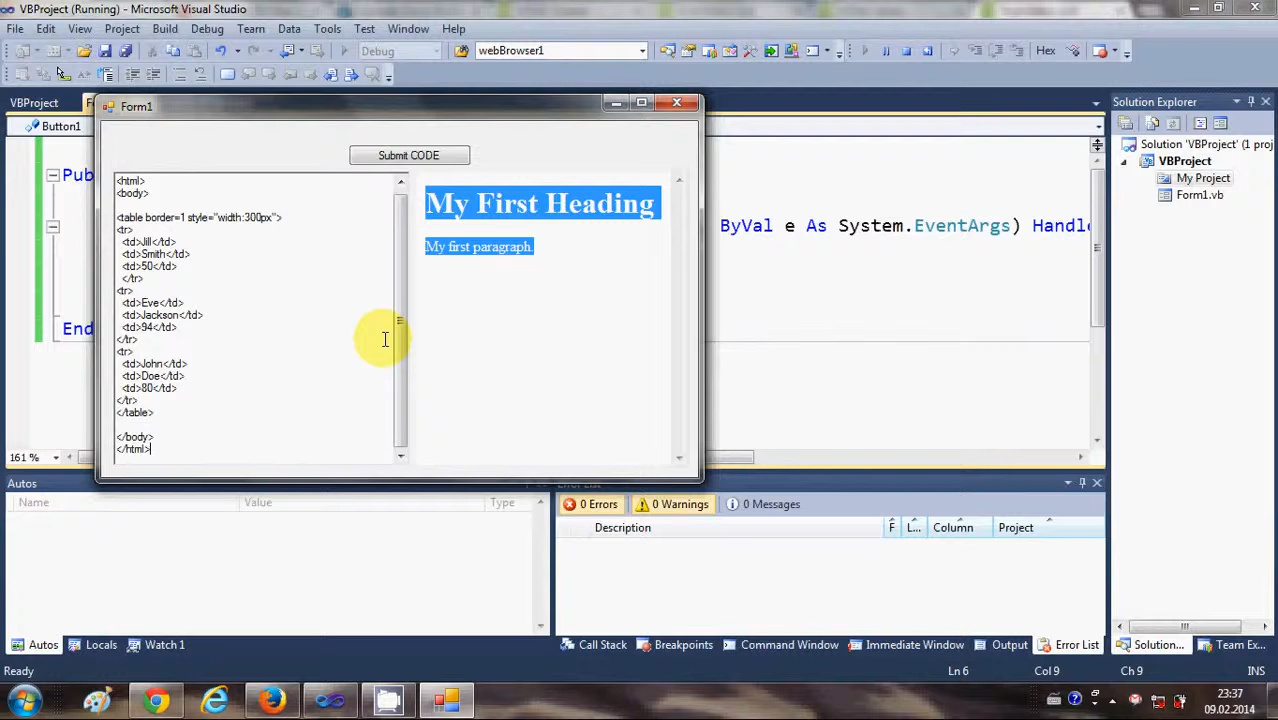 VBProject (Running) - Microsoft Visual Studio
File Edit View Project Build Debug Team Data Tools Test Window Help
Debug webBrowser1 Hex
VBProject
Form1
Solution Explorer
Button1
Submit CODE
Solution 'VBProject' (1 proj
VBProject
My Project
Form1.vb
Pub
ByVal e As System.EventArgs) Handle
End
<html>
<body>
<table border=1 style="width:300px">
<tr>
<td>Jill</td>
<td>Smith</td>
<td>50</td>
</tr>
<tr>
<td>Eve</td>
<td>Jackson</td>
<td>94</td>
</tr>
<tr>
<td>John</td>
<td>Doe</td>
<td>80</td>
</tr>
</table>
</body>
</html>
My First Heading
My first paragraph.
161 %
Autos
Name Value Type
Error List
0 Errors 0 Warnings 0 Messages
Description F L... Column Project
Autos Locals Watch 1
Call Stack Breakpoints Command Window Immediate Window Output Error List
Solution... Team Ex...
Ready Ln 6 Col 9 Ch 9 INS
23:37
09.02.2014